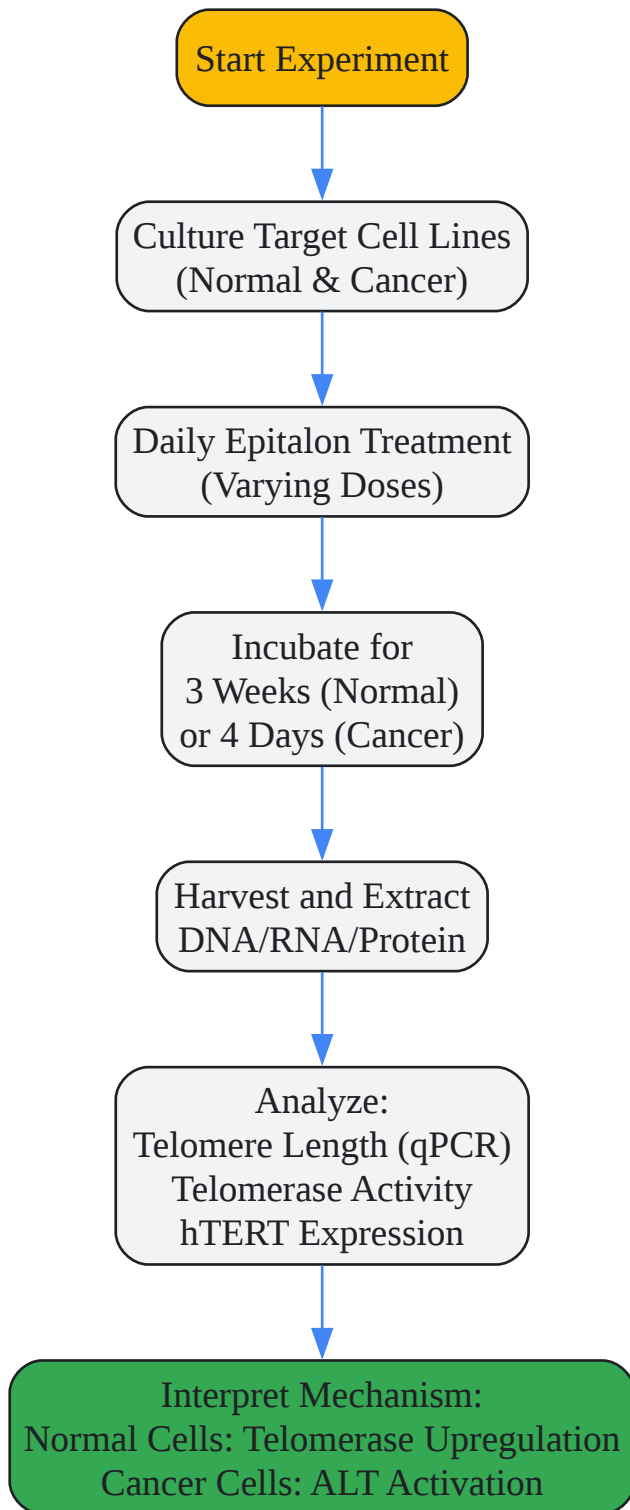 Start Experiment
Culture Target Cell Lines
(Normal & Cancer)
Daily Epitalon Treatment
(Varying Doses)
Incubate for
3 Weeks (Normal)
or 4 Days (Cancer)
Harvest and Extract
DNA/RNA/Protein
Analyze:
Telomere Length (qPCR)
Telomerase Activity
hTERT Expression
Interpret Mechanism:
Normal Cells: Telomerase Upregulation
Cancer Cells: ALT Activation